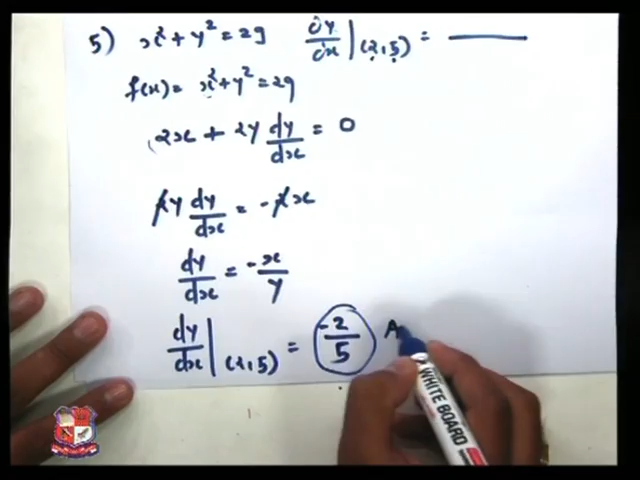 5) x²+y²=29 dy/dx|(2,5) = ____
f(x)= x²+y²=29
2x + 2y dy/dx = 0
2y dy/dx = -2x
dy/dx = -x/y
dy/dx|(2,5) = -2/5 A
WHITE BOARD